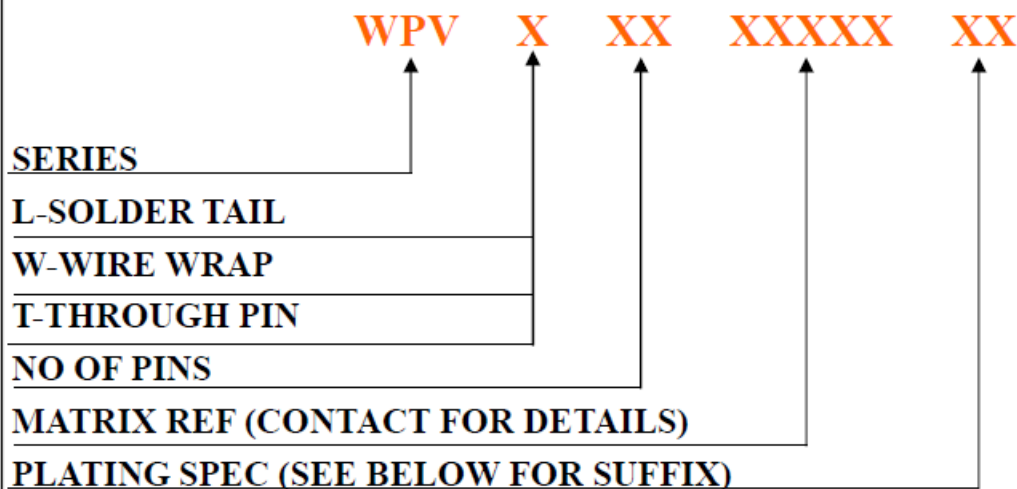 WPV X XX XXXXX XX
SERIES
L-SOLDER TAIL
W-WIRE WRAP
T-THROUGH PIN
NO OF PINS
MATRIX REF (CONTACT FOR DETAILS)
PLATING SPEC (SEE BELOW FOR SUFFIX)